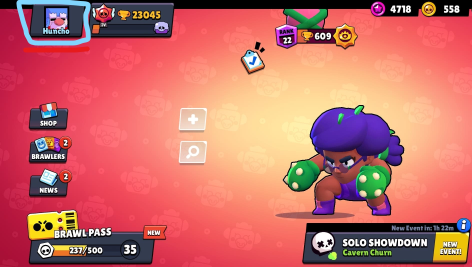 Huncho
23045
4718
558
RANK
22
609
SHOP
BRAWLERS
2
NEWS
2
BRAWL PASS
NEW
237/500
35
New Event in: 1h 22m
i
SOLO SHOWDOWN
Cavern Churn
NEW
EVENT!